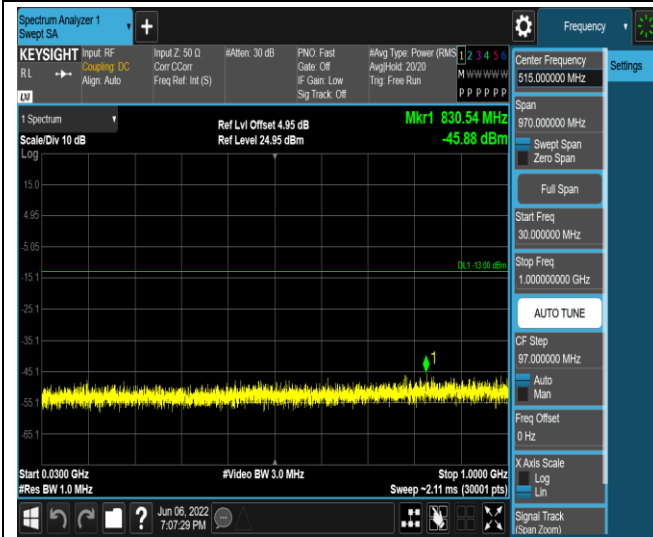 Spectrum Analyzer 1
Swept SA
+
Frequency
KEYSIGHT
RL
LXI
Input: RF
Coupling: DC
Align: Auto
Input Z: 50 Ω
Corr CCorr
Freq Ref: Int (S)
#Atten: 30 dB
PNO: Fast
Gate: Off
IF Gain: Low
Sig Track: Off
#Avg Type: Power (RMS
Avg|Hold: 20/20
Trig: Free Run
1 2 3 4 5 6
M W W W W W
P P P P P P
1 Spectrum
Scale/Div 10 dB
Ref Lvl Offset 4.95 dB
Ref Level 24.95 dBm
Mkr1 830.54 MHz
-45.88 dBm
Log
15.0
4.95
-5.05
-15.1
-25.1
-35.1
-45.1
-55.1
-65.1
DL1 -13.00 dBm
1
Start 0.0300 GHz
#Res BW 1.0 MHz
#Video BW 3.0 MHz
Stop 1.0000 GHz
Sweep ~2.11 ms (30001 pts)
?
Jun 06, 2022
7:07:29 PM
Center Frequency
515.000000 MHz
Settings
Span
970.000000 MHz
Swept Span
Zero Span
Full Span
Start Freq
30.000000 MHz
Stop Freq
1.000000000 GHz
AUTO TUNE
CF Step
97.000000 MHz
Auto
Man
Freq Offset
0 Hz
X Axis Scale
Log
Lin
Signal Track
(Span Zoom)